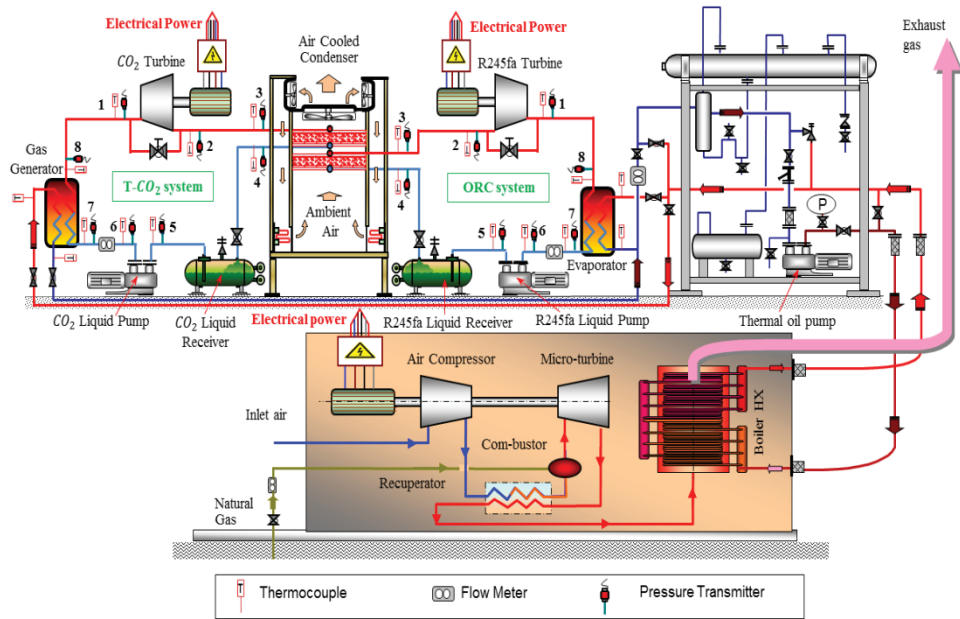 Electrical Power
Air Cooled
Condenser
Electrical Power
Exhaust
gas
CO2 Turbine
R245fa Turbine
1
3
3
1
2
2
4
4
8
8
Gas
Generator
T-CO2 system
ORC system
Ambient
Air
7
6
5
5
6
7
Evaporator
P
CO2 Liquid Pump
CO2 Liquid
Receiver
R245fa Liquid Receiver
R245fa Liquid Pump
Thermal oil pump
Electrical power
Air Compressor
Micro-turbine
Inlet air
Com-bustor
Recuperator
Boiler HX
Natural
Gas
T
Thermocouple
Flow Meter
Pressure Transmitter